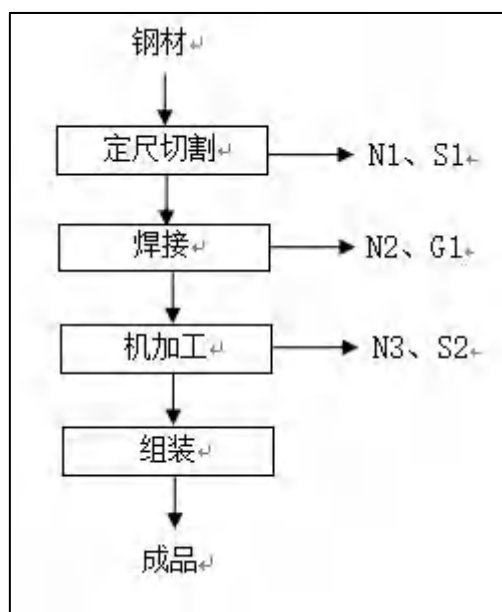 钢材
定尺切割
N1、S1
焊接
N2、G1
机加工
N3、S2
组装
成品